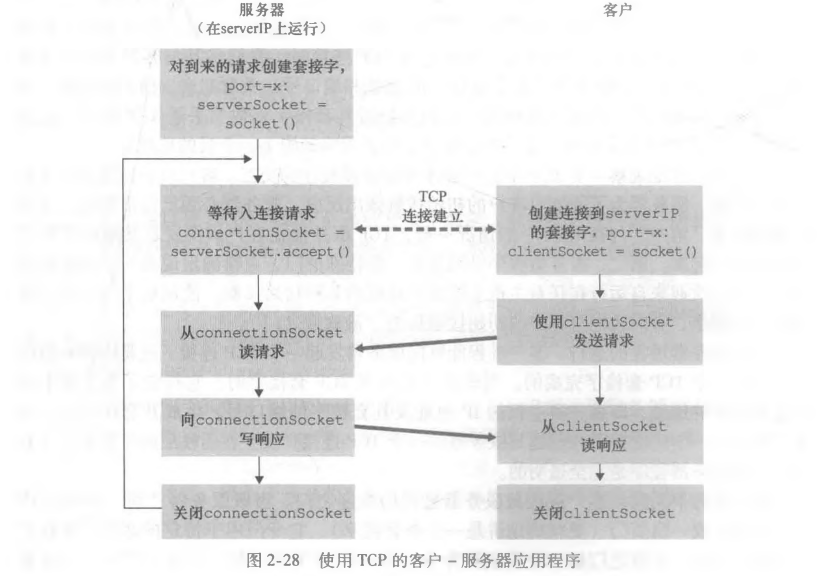 服务器
（在serverIP上运行）
客户
对到来的请求创建套接字，
port=x:
serverSocket =
socket()
等待入连接请求
connectionSocket =
serverSocket.accept()
TCP
连接建立
创建连接到serverIP
的套接字，port=x:
clientSocket = socket()
从connectionSocket
读请求
使用clientSocket
发送请求
向connectionSocket
写响应
从clientSocket
读响应
关闭connectionSocket
关闭clientSocket
图 2-28 使用 TCP 的客户 – 服务器应用程序